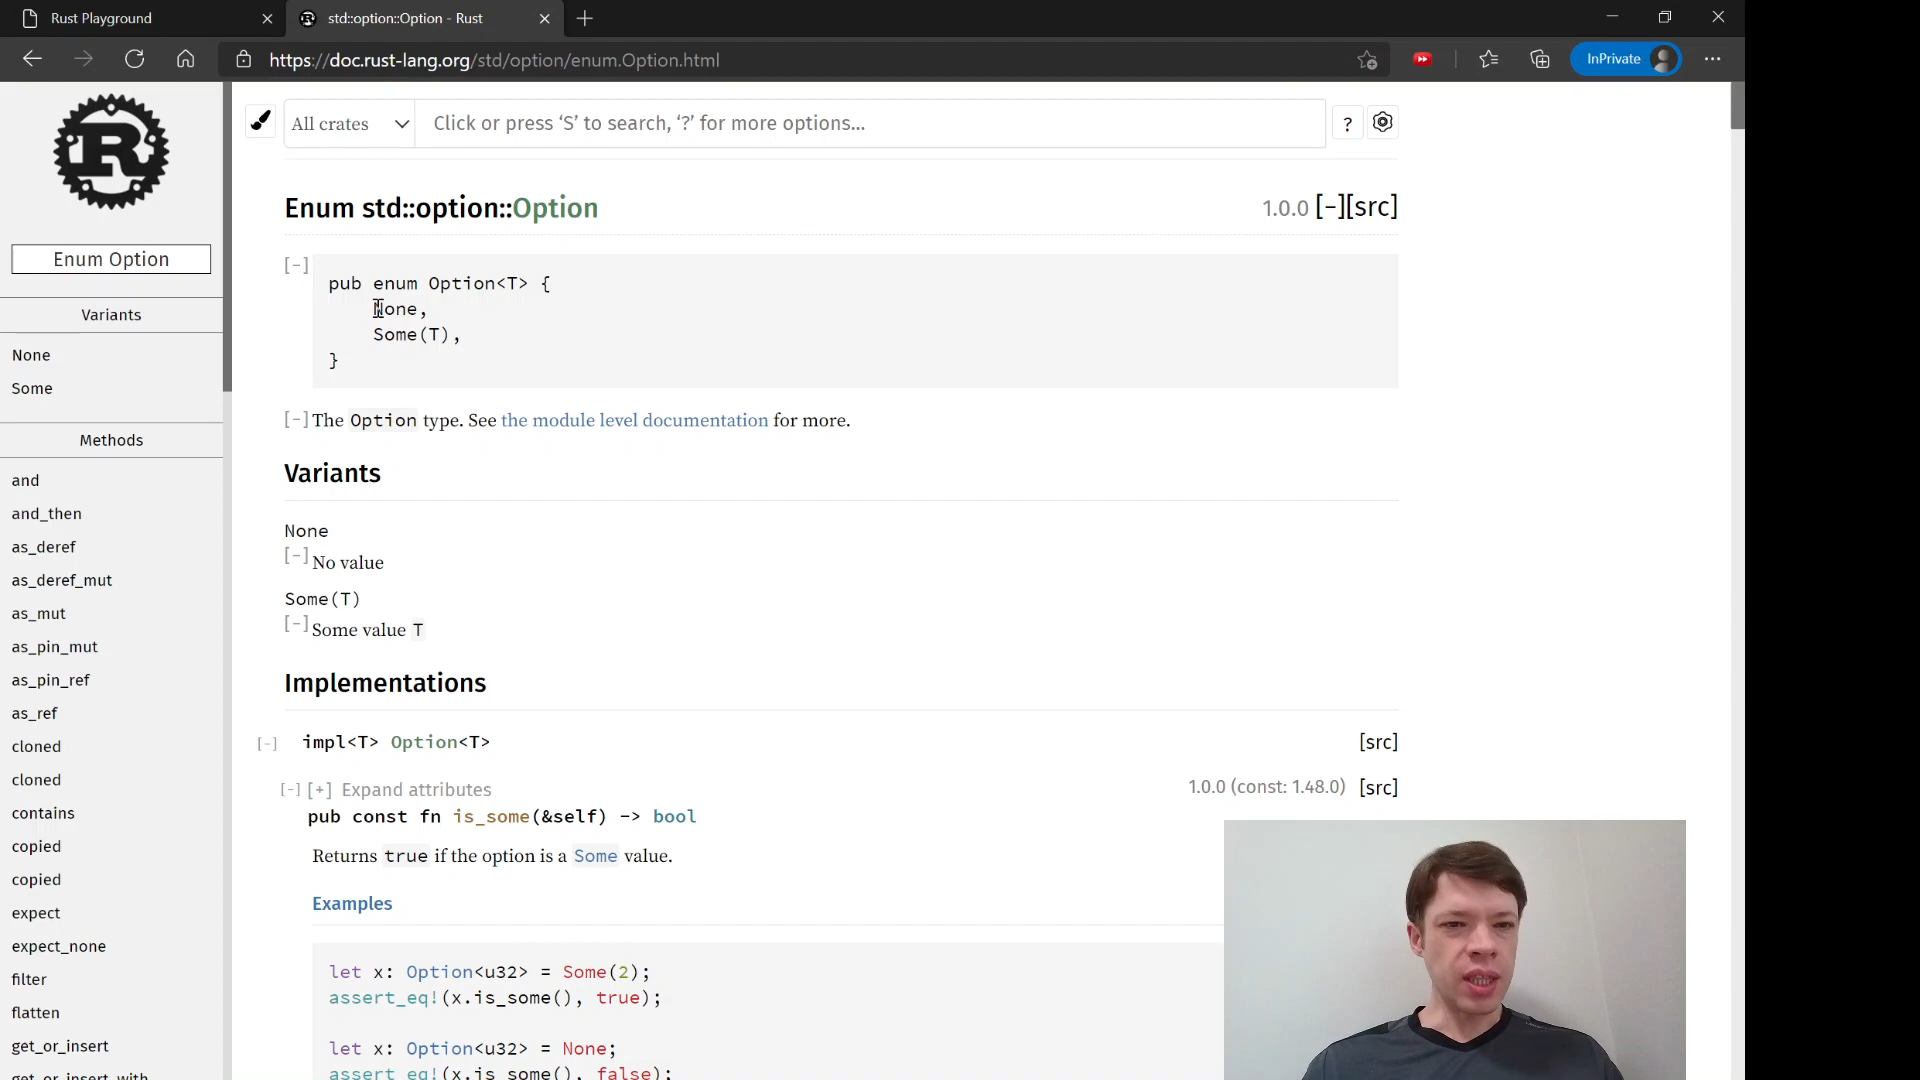 Rust Playground
std::option::Option - Rust
https://doc.rust-lang.org/std/option/enum.Option.html
InPrivate
All crates
Click or press ‘S’ to search, ‘?’ for more options…
?
Enum Option
Variants
None
Some
Methods
and
and_then
as_deref
as_deref_mut
as_mut
as_pin_mut
as_pin_ref
as_ref
cloned
cloned
contains
copied
copied
expect
expect_none
filter
flatten
get_or_insert
get_or_insert_with
Enum std::option::Option
1.0.0 [-][src]
[-]
pub enum Option<T> {
None,
Some(T),
}
[-] The Option type. See the module level documentation for more.
Variants
None
[-] No value
Some(T)
[-] Some value T
Implementations
[-] impl<T> Option<T> [src]
[-] [+] Expand attributes 1.0.0 (const: 1.48.0) [src]
pub const fn is_some(&self) -> bool
Returns true if the option is a Some value.
Examples
let x: Option<u32> = Some(2);
assert_eq!(x.is_some(), true);
let x: Option<u32> = None;
assert_eq!(x.is_some(), false);